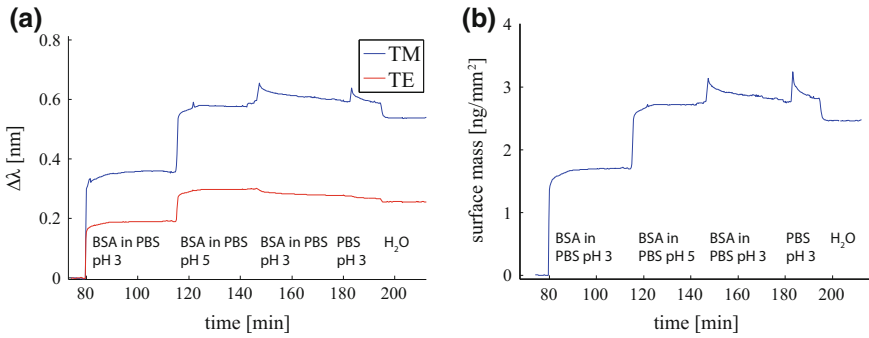 (a)
0.8
0.6
0.4
0.2
0
Δλ [nm]
TM
TE
BSA in PBS
pH 3
BSA in PBS
pH 5
BSA in PBS
pH 3
PBS
pH 3
H₂O
80 100 120 140 160 180 200
time [min]
(b)
4
3
2
1
0
surface mass [ng/mm²]
BSA in
PBS pH 3
BSA in
PBS pH 5
BSA in
PBS pH 3
PBS
pH 3
H₂O
80 100 120 140 160 180 200
time [min]